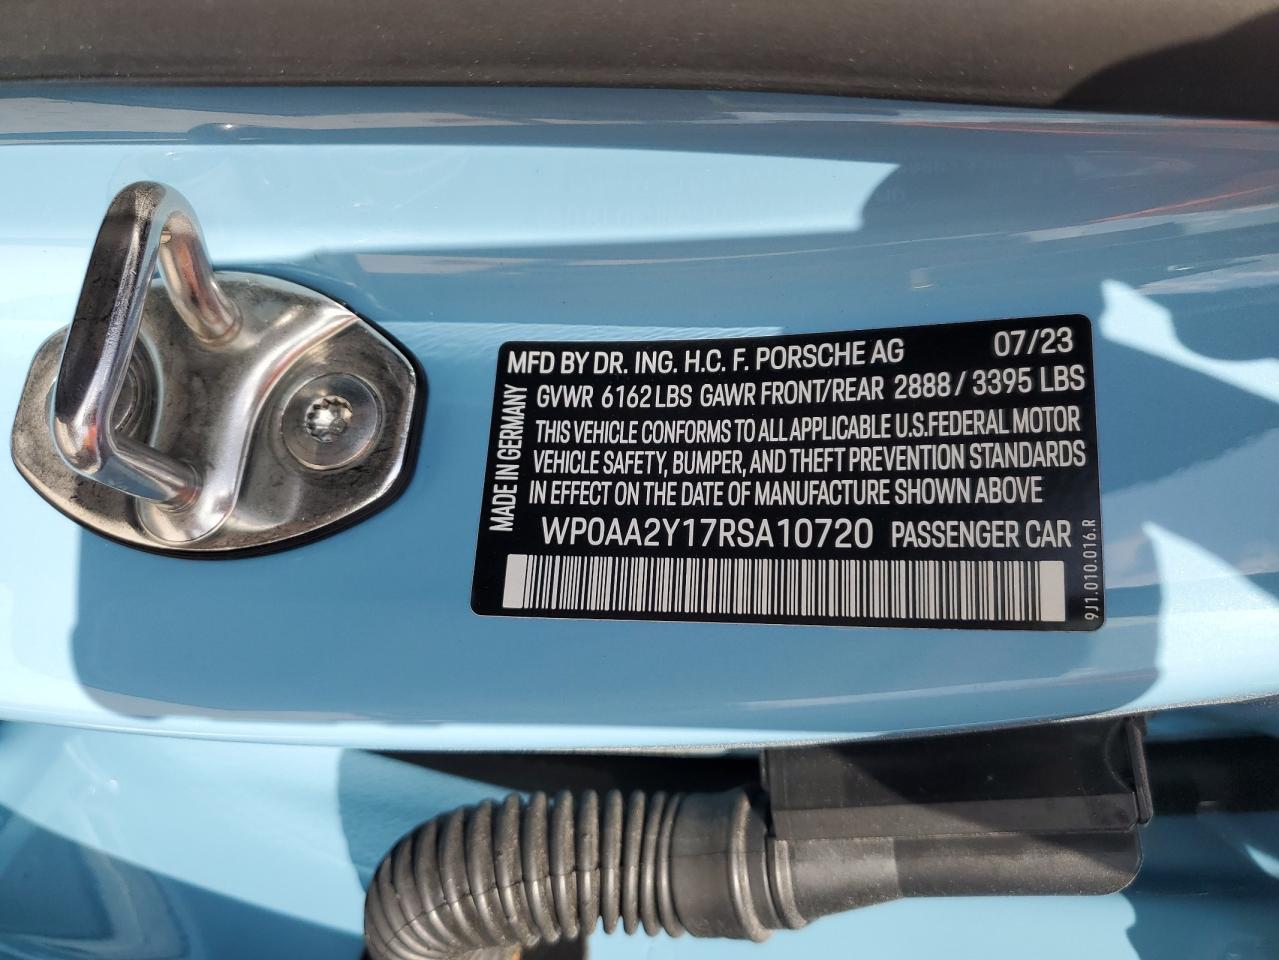 MFD BY DR. ING. H.C. F. PORSCHE AG 07/23
GVWR 6162 LBS GAWR FRONT/REAR 2888 / 3395 LBS
THIS VEHICLE CONFORMS TO ALL APPLICABLE U.S.FEDERAL MOTOR
VEHICLE SAFETY, BUMPER, AND THEFT PREVENTION STANDARDS
IN EFFECT ON THE DATE OF MANUFACTURE SHOWN ABOVE
WP0AA2Y17RSA10720 PASSENGER CAR
MADE IN GERMANY
9J1.010.016.R